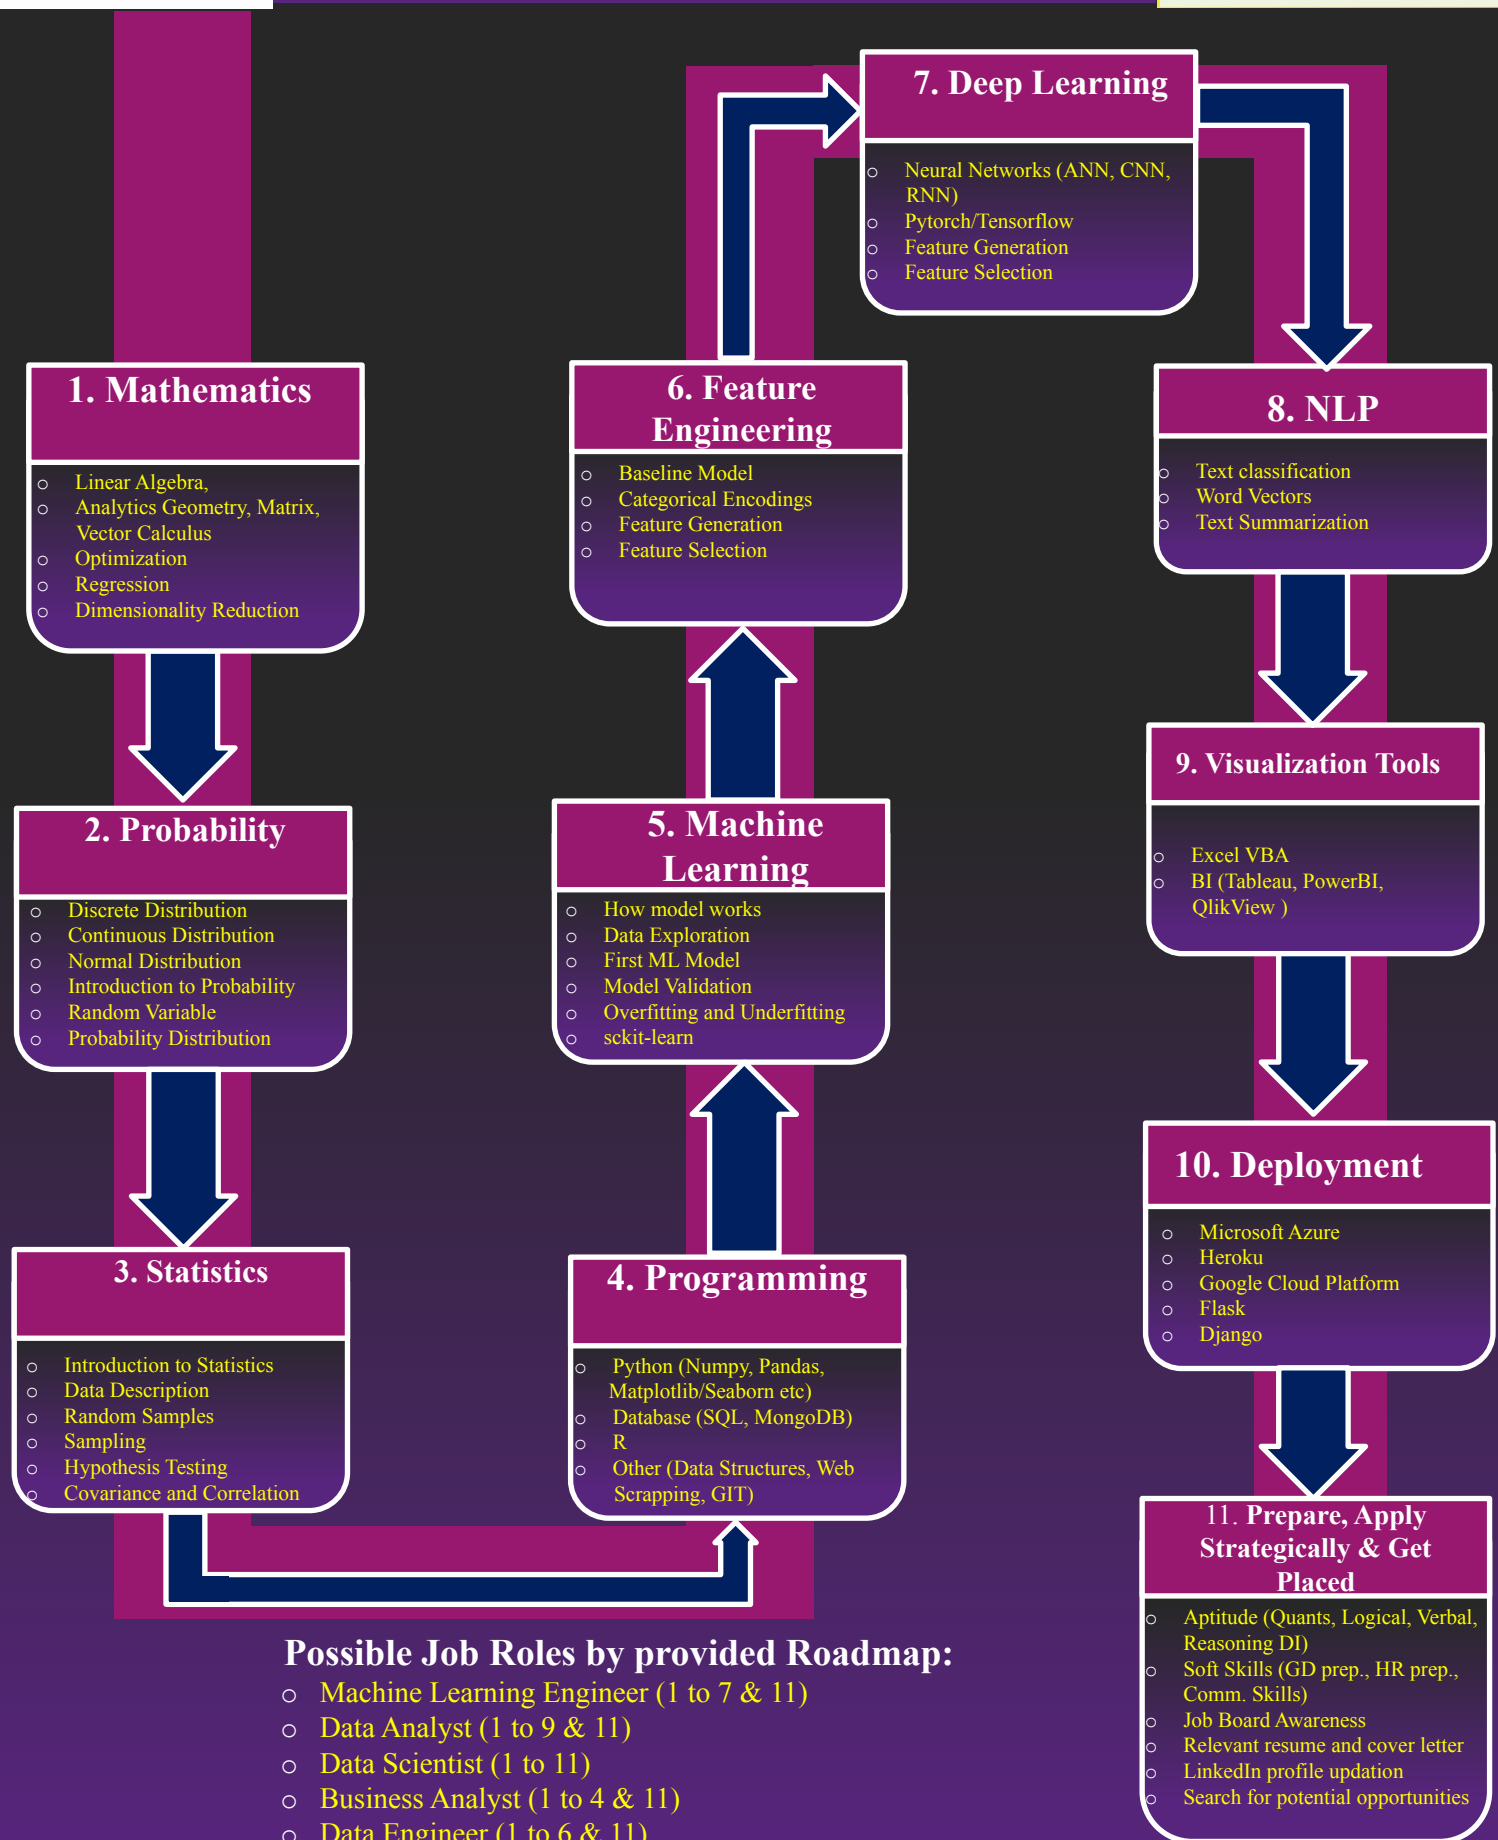 1. Mathematics
Linear Algebra,
Analytics Geometry, Matrix,
Vector Calculus
Optimization
Regression
Dimensionality Reduction
2. Probability
Discrete Distribution
Continuous Distribution
Normal Distribution
Introduction to Probability
Random Variable
Probability Distribution
3. Statistics
Introduction to Statistics
Data Description
Random Samples
Sampling
Hypothesis Testing
Covariance and Correlation
4. Programming
Python (Numpy, Pandas,
Matplotlib/Seaborn etc)
Database (SQL, MongoDB)
R
Other (Data Structures, Web
Scrapping, GIT)
5. Machine
Learning
How model works
Data Exploration
First ML Model
Model Validation
Overfitting and Underfitting
sckit-learn
6. Feature
Engineering
Baseline Model
Categorical Encodings
Feature Generation
Feature Selection
7. Deep Learning
Neural Networks (ANN, CNN,
RNN)
Pytorch/Tensorflow
Feature Generation
Feature Selection
8. NLP
Text classification
Word Vectors
Text Summarization
9. Visualization Tools
Excel VBA
BI (Tableau, PowerBI,
QlikView )
10. Deployment
Microsoft Azure
Heroku
Google Cloud Platform
Flask
Django
11. Prepare, Apply
Strategically & Get
Placed
Aptitude (Quants, Logical, Verbal,
Reasoning DI)
Soft Skills (GD prep., HR prep.,
Comm. Skills)
Job Board Awareness
Relevant resume and cover letter
LinkedIn profile updation
Search for potential opportunities
Possible Job Roles by provided Roadmap:
Machine Learning Engineer (1 to 7 & 11)
Data Analyst (1 to 9 & 11)
Data Scientist (1 to 11)
Business Analyst (1 to 4 & 11)
Data Engineer (1 to 6 & 11)